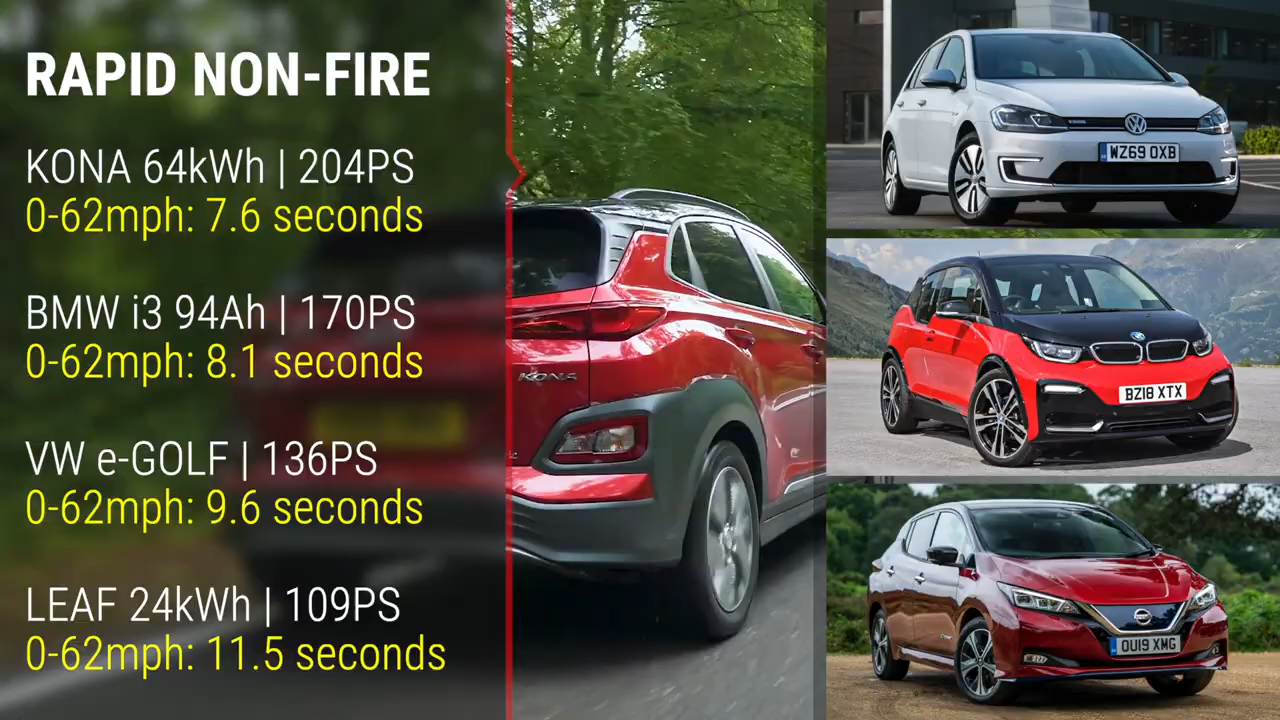 RAPID NON-FIRE
KONA 64kWh | 204PS
0-62mph: 7.6 seconds
BMW i3 94Ah | 170PS
0-62mph: 8.1 seconds
VW e-GOLF | 136PS
0-62mph: 9.6 seconds
LEAF 24kWh | 109PS
0-62mph: 11.5 seconds
KONA
WZ69 OXB
BZ18 XTX
OU19 XMG